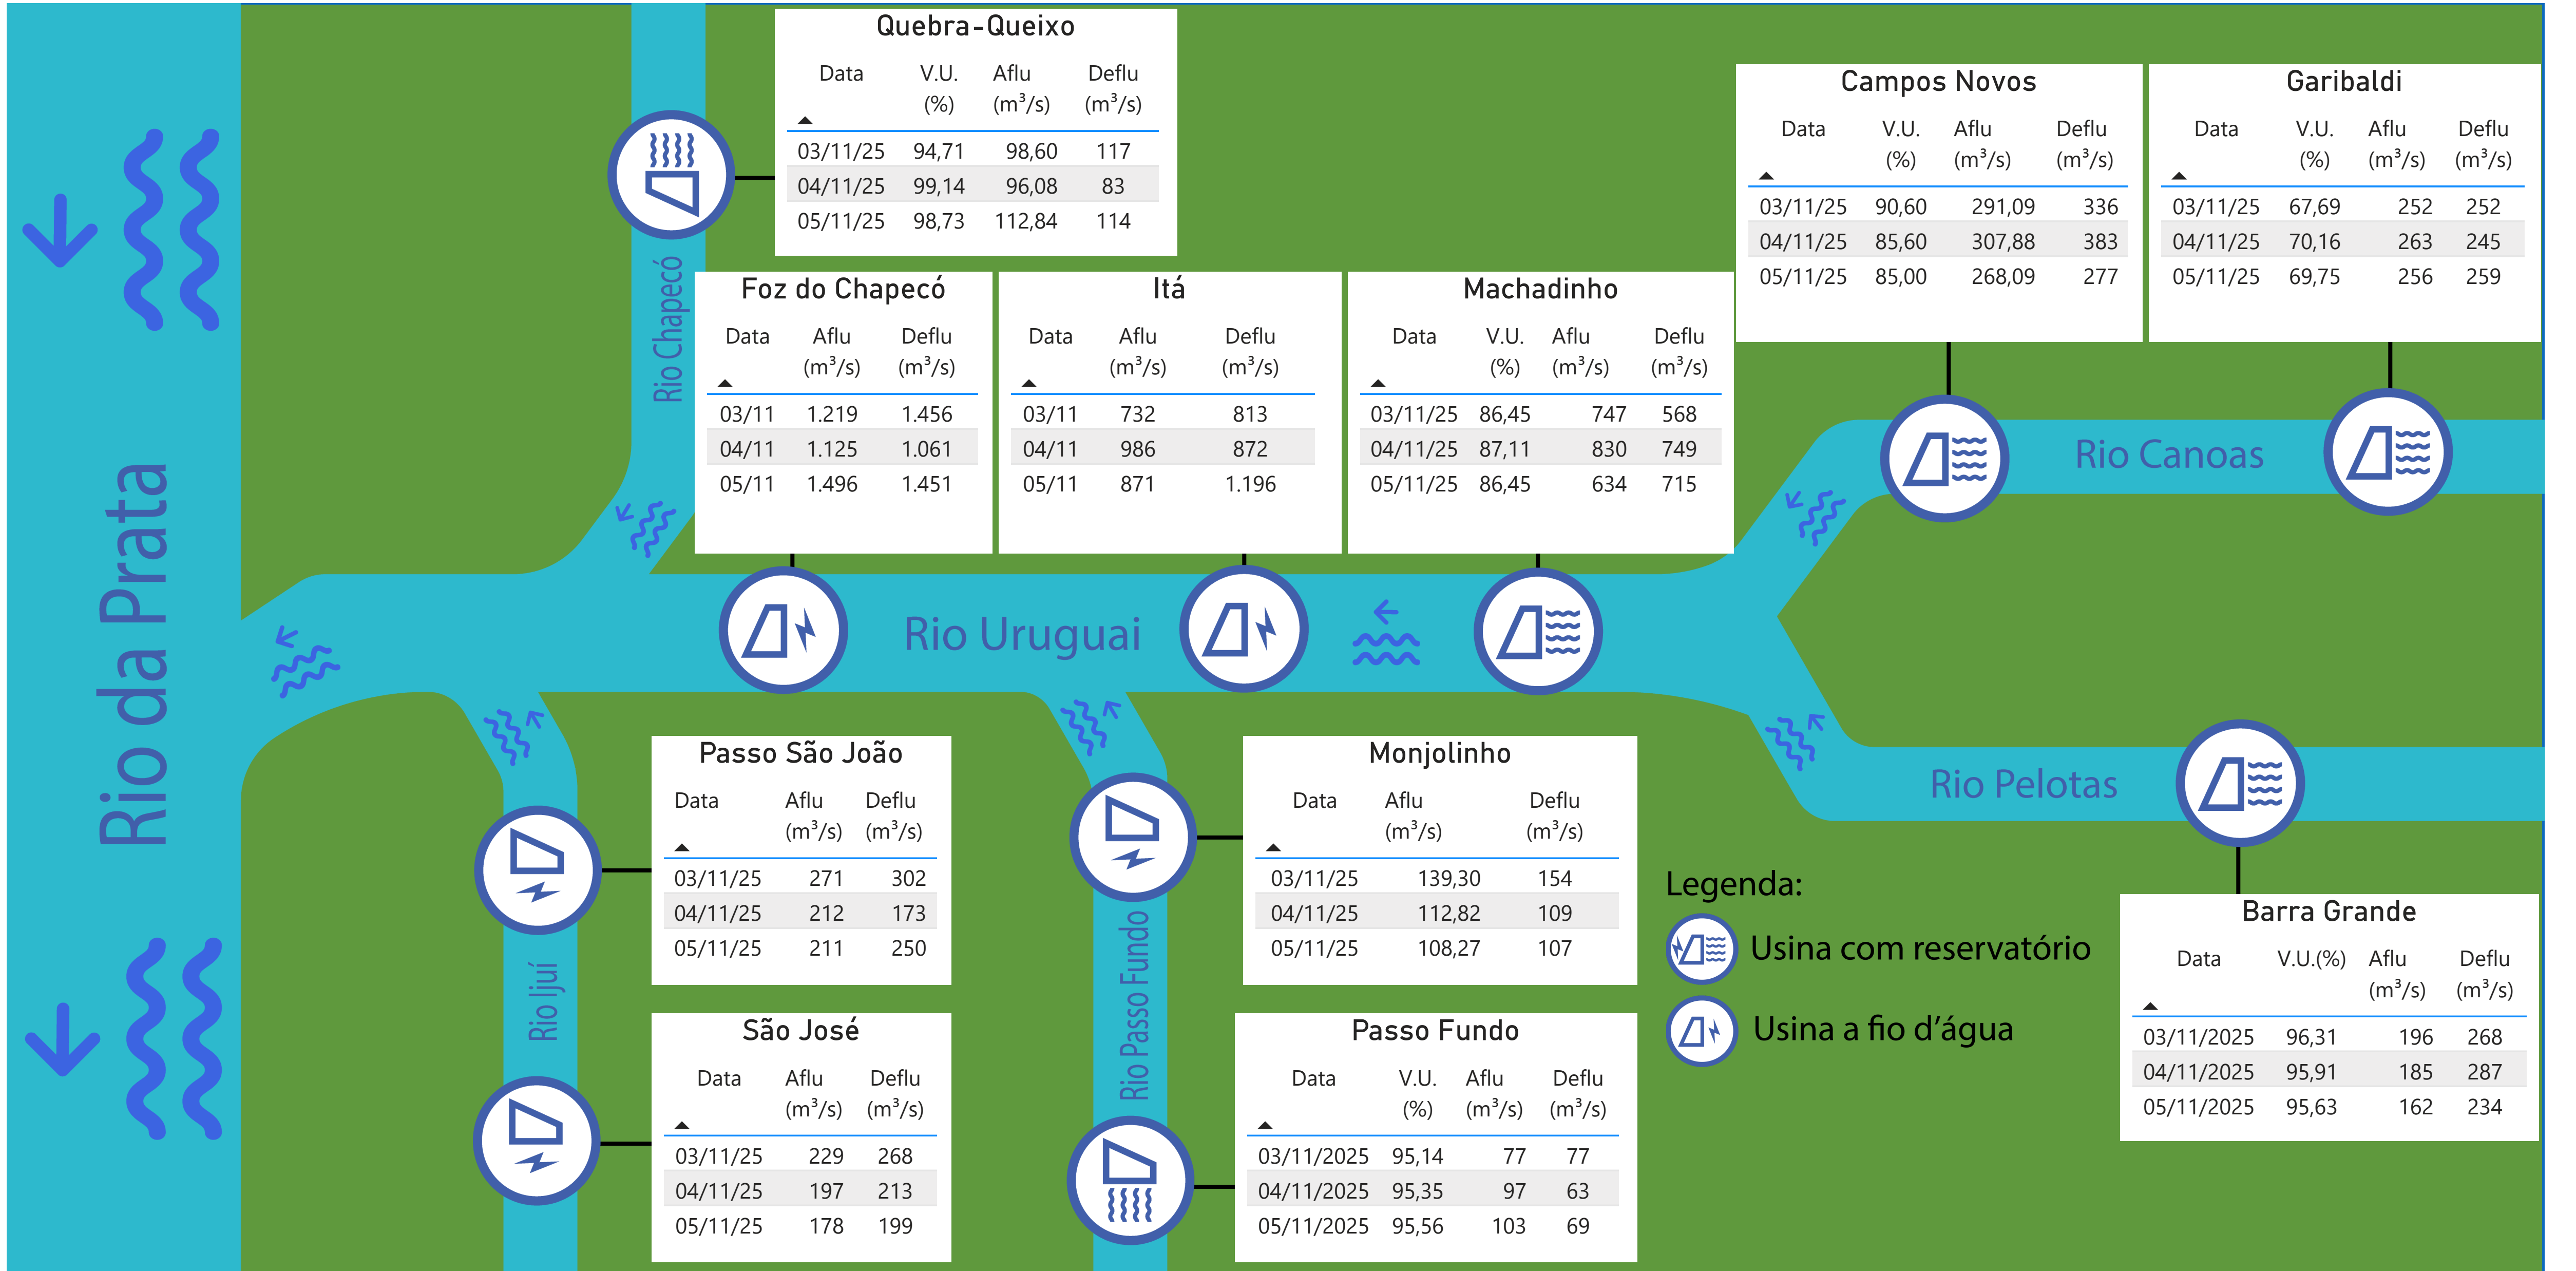 Quebra-Queixo
Data V.U. (%) Aflu (m³/s) Deflu (m³/s)
03/11/25 94,71 98,60 117
04/11/25 99,14 96,08 83
05/11/25 98,73 112,84 114
Campos Novos
Data V.U. (%) Aflu (m³/s) Deflu (m³/s)
03/11/25 90,60 291,09 336
04/11/25 85,60 307,88 383
05/11/25 85,00 268,09 277
Garibaldi
Data V.U. (%) Aflu (m³/s) Deflu (m³/s)
03/11/25 67,69 252 252
04/11/25 70,16 263 245
05/11/25 69,75 256 259
Foz do Chapecó
Data Aflu (m³/s) Deflu (m³/s)
03/11 1.219 1.456
04/11 1.125 1.061
05/11 1.496 1.451
Itá
Data Aflu (m³/s) Deflu (m³/s)
03/11 732 813
04/11 986 872
05/11 871 1.196
Machadinho
Data V.U. (%) Aflu (m³/s) Deflu (m³/s)
03/11/25 86,45 747 568
04/11/25 87,11 830 749
05/11/25 86,45 634 715
Rio Chapecó
Rio Canoas
Rio da Prata
Rio Uruguai
Rio Pelotas
Passo São João
Data Aflu (m³/s) Deflu (m³/s)
03/11/25 271 302
04/11/25 212 173
05/11/25 211 250
Monjolinho
Data Aflu (m³/s) Deflu (m³/s)
03/11/25 139,30 154
04/11/25 112,82 109
05/11/25 108,27 107
Legenda:
Usina com reservatório
Usina a fio d'água
Barra Grande
Data V.U.(%) Aflu (m³/s) Deflu (m³/s)
03/11/2025 96,31 196 268
04/11/2025 95,91 185 287
05/11/2025 95,63 162 234
Rio Ijuí
Rio Passo Fundo
São José
Data Aflu (m³/s) Deflu (m³/s)
03/11/25 229 268
04/11/25 197 213
05/11/25 178 199
Passo Fundo
Data V.U. (%) Aflu (m³/s) Deflu (m³/s)
03/11/2025 95,14 77 77
04/11/2025 95,35 97 63
05/11/2025 95,56 103 69